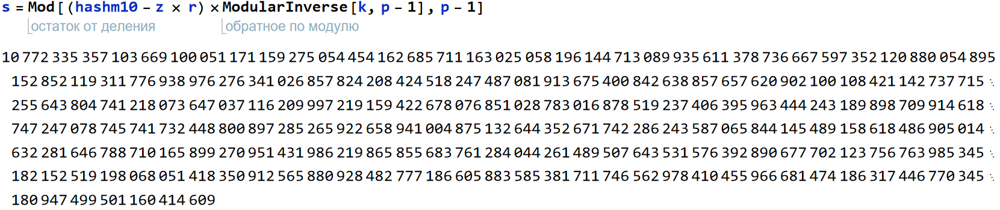 s = Mod[(hashm10 - z × r) × ModularInverse[k, p - 1], p - 1]
остаток от деления обратное по модулю
10 772 335 357 103 669 100 051 171 159 275 054 454 162 685 711 163 025 058 196 144 713 089 935 611 378 736 667 597 352 120 880 054 895
152 852 119 311 776 938 976 276 341 026 857 824 208 424 518 247 487 081 913 675 400 842 638 857 657 620 902 100 108 421 142 737 715 ⋱
255 643 804 741 218 073 647 037 116 209 997 219 159 422 678 076 851 028 783 016 878 519 237 406 395 963 444 243 189 898 709 914 618 ⋱
747 247 078 745 741 732 448 800 897 285 265 922 658 941 004 875 132 644 352 671 742 286 243 587 065 844 145 489 158 618 486 905 014 ⋱
632 281 646 788 710 165 899 270 951 431 986 219 865 855 683 761 284 044 261 489 507 643 531 576 392 890 677 702 123 756 763 985 345 ⋱
182 152 519 198 068 051 418 350 912 565 880 928 482 777 186 605 883 585 381 711 746 562 978 410 455 966 681 474 186 317 446 770 345 ⋱
180 947 499 501 160 414 609